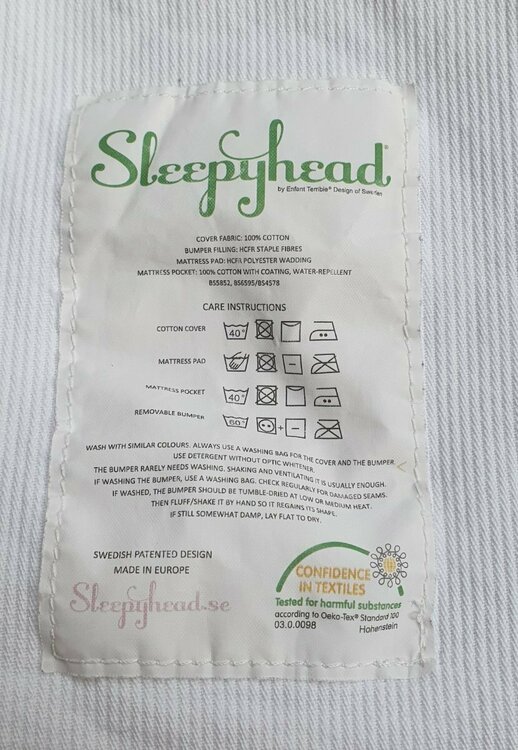 Sleepyhead®
by Enfant Terrible® Design of Sweden
COVER FABRIC: 100% COTTON
BUMPER FILLING: HCFR STAPLE FIBRES
MATTRESS PAD: HCFR POLYESTER WADDING
MATTRESS POCKET: 100% COTTON WITH COATING, WATER-REPELLENT
BS5852, BS6595/BS4578
CARE INSTRUCTIONS
COTTON COVER 40°
MATTRESS PAD
MATTRESS POCKET 40°
REMOVABLE BUMPER 60° +
WASH WITH SIMILAR COLOURS. ALWAYS USE A WASHING BAG FOR THE COVER AND THE BUMPER.
USE DETERGENT WITHOUT OPTIC WHITENER.
THE BUMPER RARELY NEEDS WASHING. SHAKING AND VENTILATING IT IS USUALLY ENOUGH.
IF WASHING THE BUMPER, USE A WASHING BAG. CHECK REGULARLY FOR DAMAGED SEAMS.
IF WASHED, THE BUMPER SHOULD BE TUMBLE-DRIED AT LOW OR MEDIUM HEAT.
THEN FLUFF/SHAKE IT BY HAND SO IT REGAINS ITS SHAPE.
IF STILL SOMEWHAT DAMP, LAY FLAT TO DRY.
SWEDISH PATENTED DESIGN
MADE IN EUROPE
Sleepyhead.se
CONFIDENCE
IN TEXTILES
Tested for harmful substances
according to Oeko-Tex® Standard 100
03.0.0098 Hohenstein